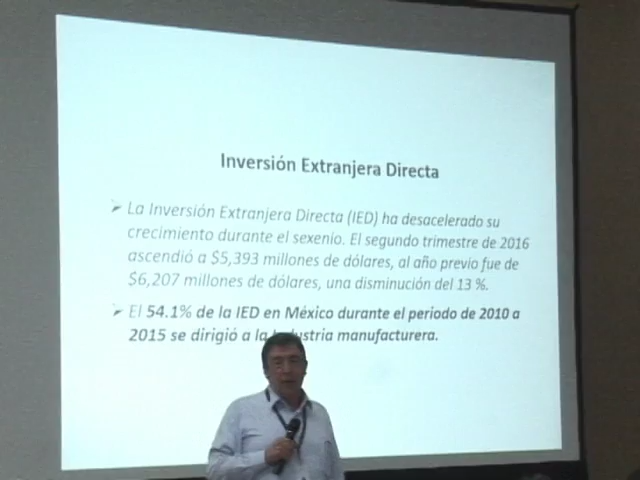 Inversión Extranjera Directa
La Inversión Extranjera Directa (IED) ha desacelerado su
crecimiento durante el sexenio. El segundo trimestre de 2016
ascendió a $5,393 millones de dólares, al año previo fue de
$6,207 millones de dólares, una disminución del 13 %.
El 54.1% de la IED en México durante el periodo de 2010 a
2015 se dirigió a la manufacturera.